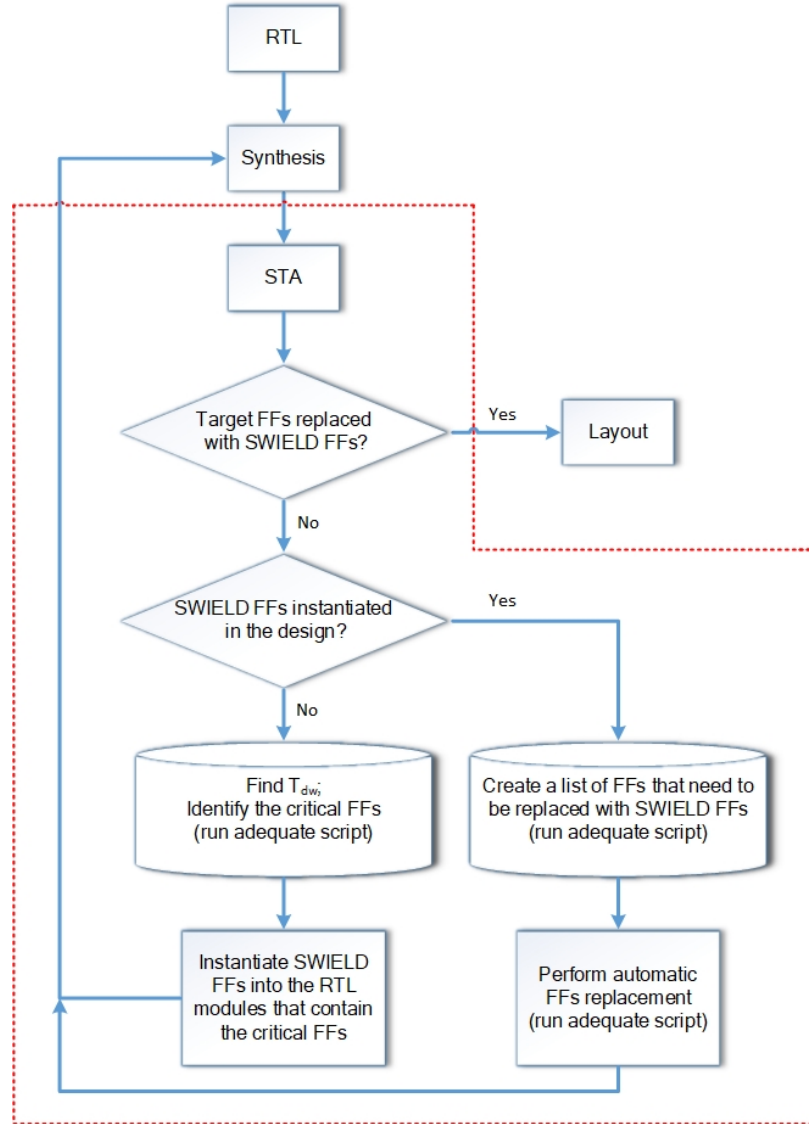 RTL
Synthesis
STA
Target FFs replaced
with SWIELD FFs?
Yes
Layout
No
SWIELD FFs instantiated
in the design?
Yes
No
Find Tdw;
Identify the critical FFs
(run adequate script)
Create a list of FFs that need to
be replaced with SWIELD FFs
(run adequate script)
Instantiate SWIELD
FFs into the RTL
modules that contain
the critical FFs
Perform automatic
FFs replacement
(run adequate script)